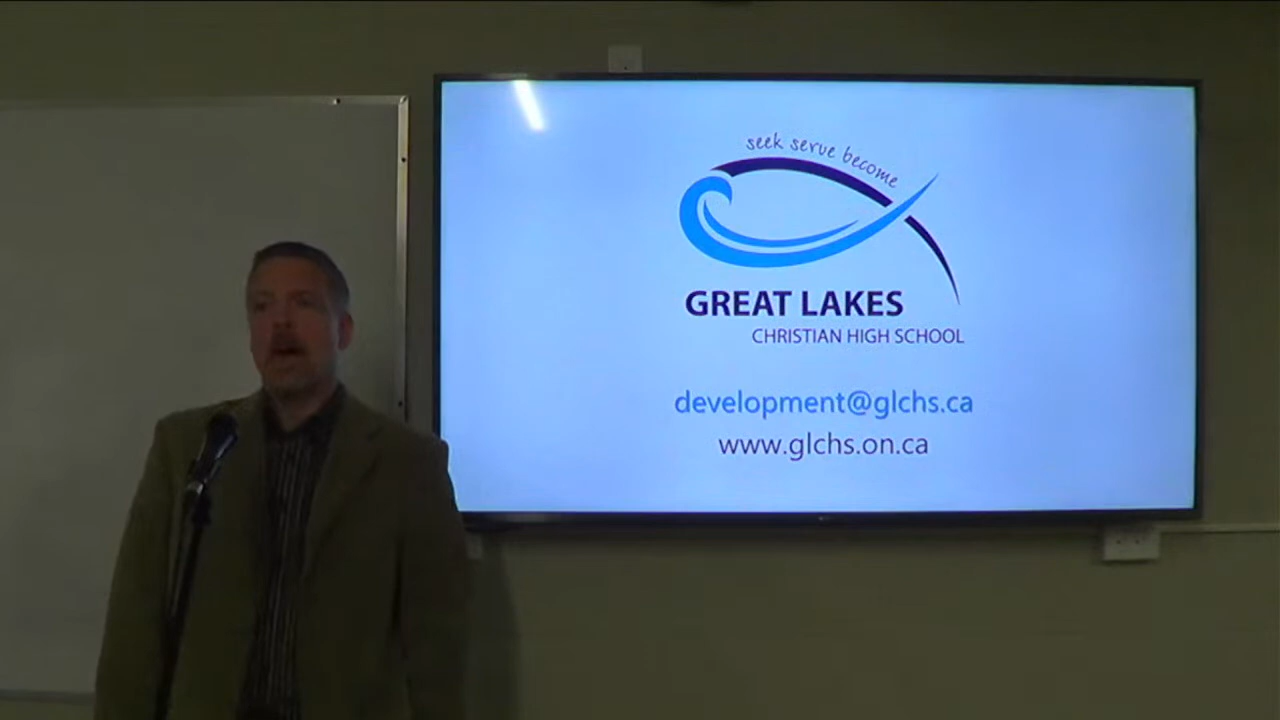 seek serve become
GREAT LAKES
CHRISTIAN HIGH SCHOOL
development@glchs.ca
www.glchs.on.ca